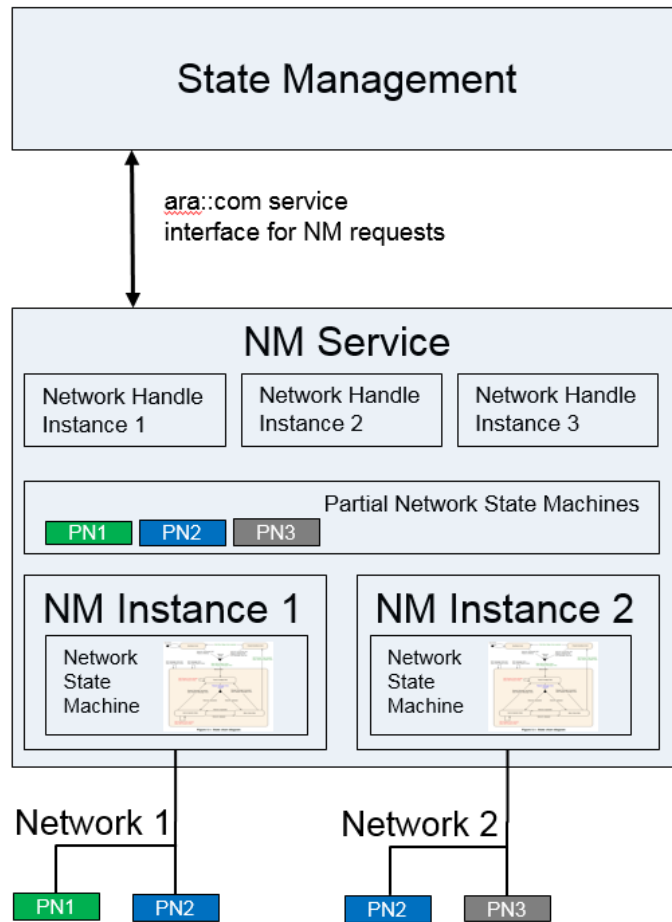 State Management
ara::com service
interface for NM requests
NM Service
Network Handle
Instance 1
Network Handle
Instance 2
Network Handle
Instance 3
Partial Network State Machines
PN1 PN2 PN3
NM Instance 1
Network
State
Machine
NM Instance 2
Network
State
Machine
Network 1
Network 2
PN1
PN2
PN2
PN3